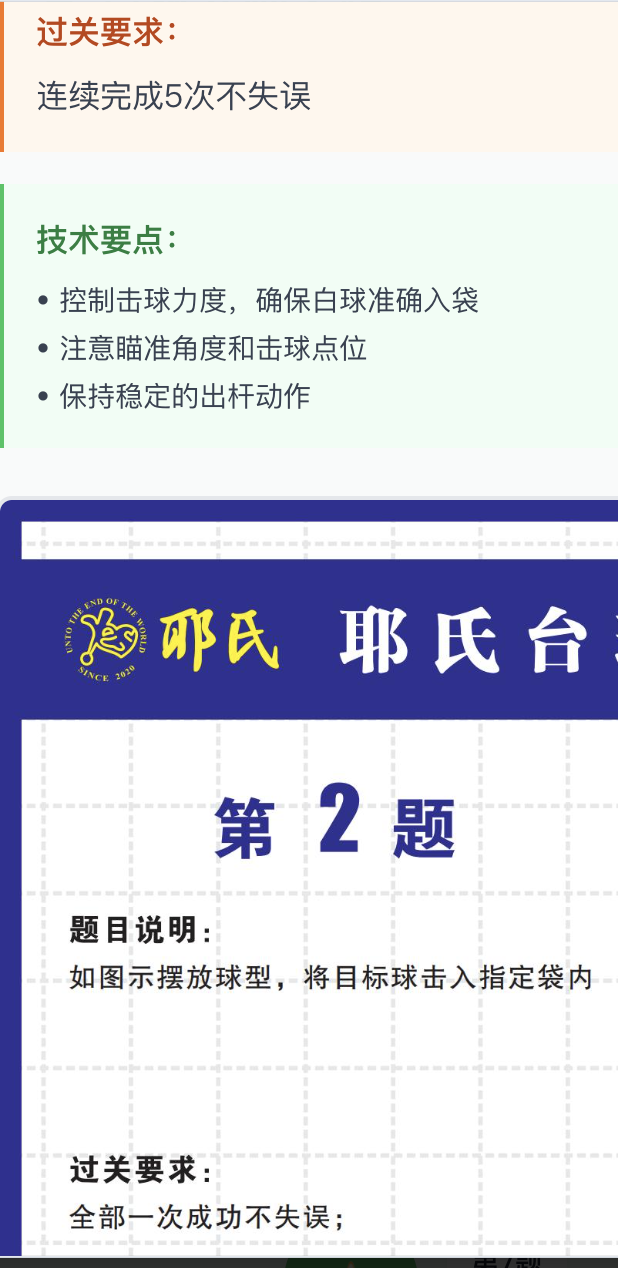 过关要求：
连续完成5次不失误
技术要点：
• 控制击球力度，确保白球准确入袋
• 注意瞄准角度和击球点位
• 保持稳定的出杆动作
UNTO THE END OF THE WORLD
SINCE 2020
耶氏
耶氏台
第2题
题目说明：
如图示摆放球型，将目标球击入指定袋内
过关要求：
全部一次成功不失误；